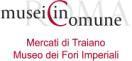 ROMA
musei in comune
Mercati di Traiano
Museo dei Fori Imperiali